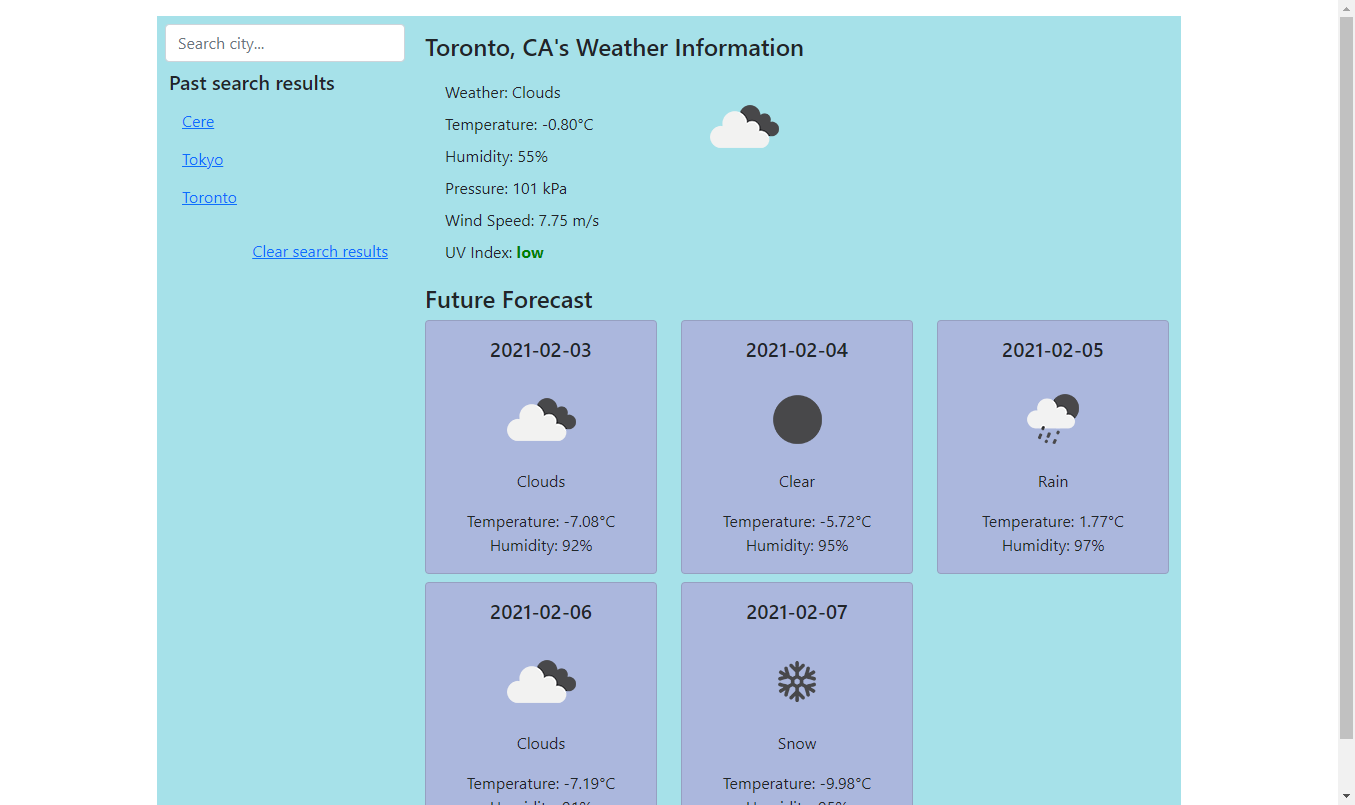 Search city...
Past search results
Cere
Tokyo
Toronto
Clear search results
Toronto, CA's Weather Information
Weather: Clouds
Temperature: -0.80°C
Humidity: 55%
Pressure: 101 kPa
Wind Speed: 7.75 m/s
UV Index: low
Future Forecast
2021-02-03
Clouds
Temperature: -7.08°C
Humidity: 92%
2021-02-04
Clear
Temperature: -5.72°C
Humidity: 95%
2021-02-05
Rain
Temperature: 1.77°C
Humidity: 97%
2021-02-06
Clouds
Temperature: -7.19°C
2021-02-07
Snow
Temperature: -9.98°C